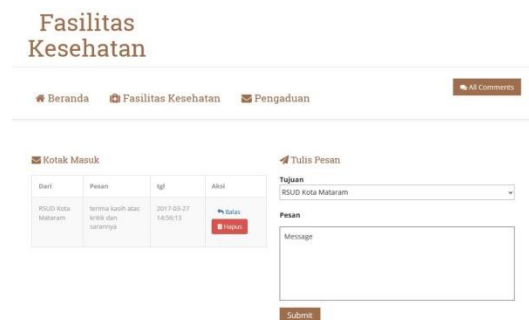 Fasilitas
Kesehatan
Beranda Fasilitas Kesehatan Pengaduan
All Comments
Kotak Masuk
Dari Pesan tgl Aksi
RSUD Kota Mataram terima kasih atas kritik dan sarannya 2017-03-27 14:56:13 Balas Hapus
Tulis Pesan
Tujuan
RSUD Kota Mataram
Pesan
Message
Submit